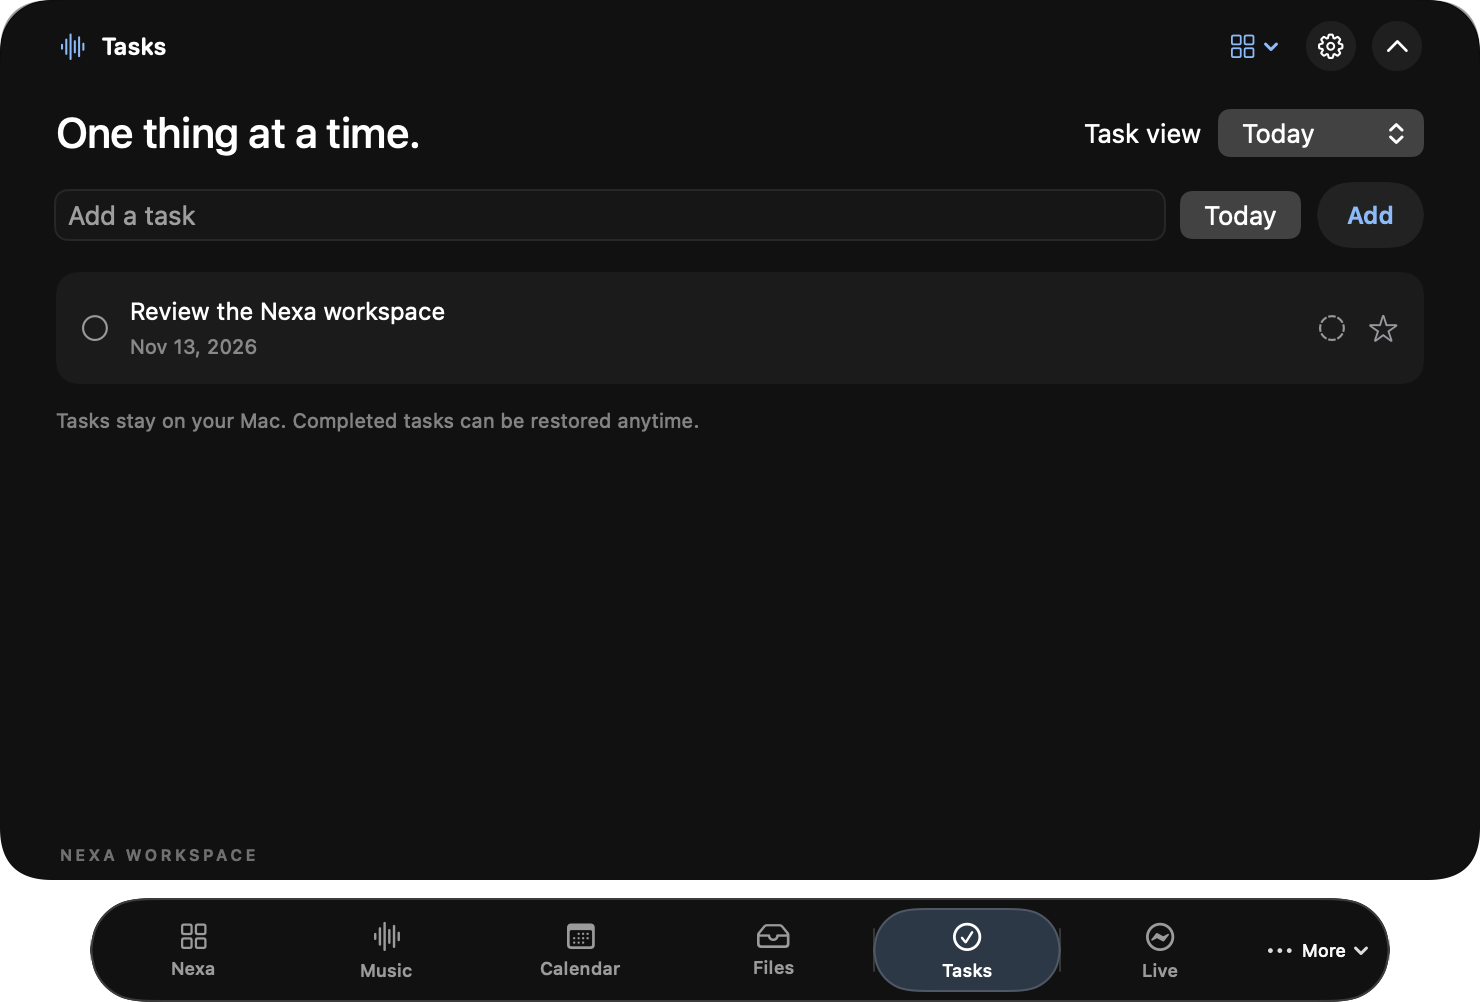 Tasks
One thing at a time.
Task view Today
Add a task Today Add
Review the Nexa workspace
Nov 13, 2026
Tasks stay on your Mac. Completed tasks can be restored anytime.
NEXA WORKSPACE
Nexa Music Calendar Files Tasks Live More